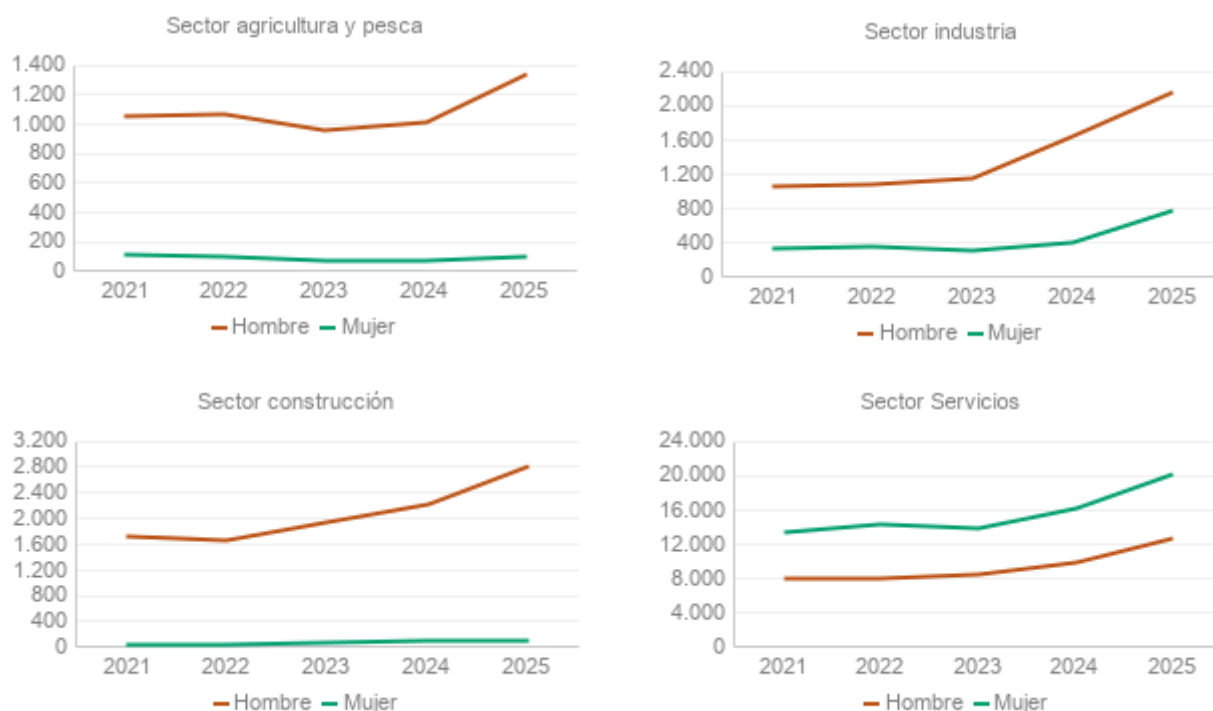 Sector agricultura y pesca
1.400
1.200
1.000
800
600
400
200
0
2021 2022 2023 2024 2025
Hombre Mujer
Sector industria
2.400
2.000
1.600
1.200
800
400
0
2021 2022 2023 2024 2025
Hombre Mujer
Sector construcción
3.200
2.800
2.400
2.000
1.600
1.200
800
400
0
2021 2022 2023 2024 2025
Hombre Mujer
Sector Servicios
24.000
20.000
16.000
12.000
8.000
4.000
0
2021 2022 2023 2024 2025
Hombre Mujer